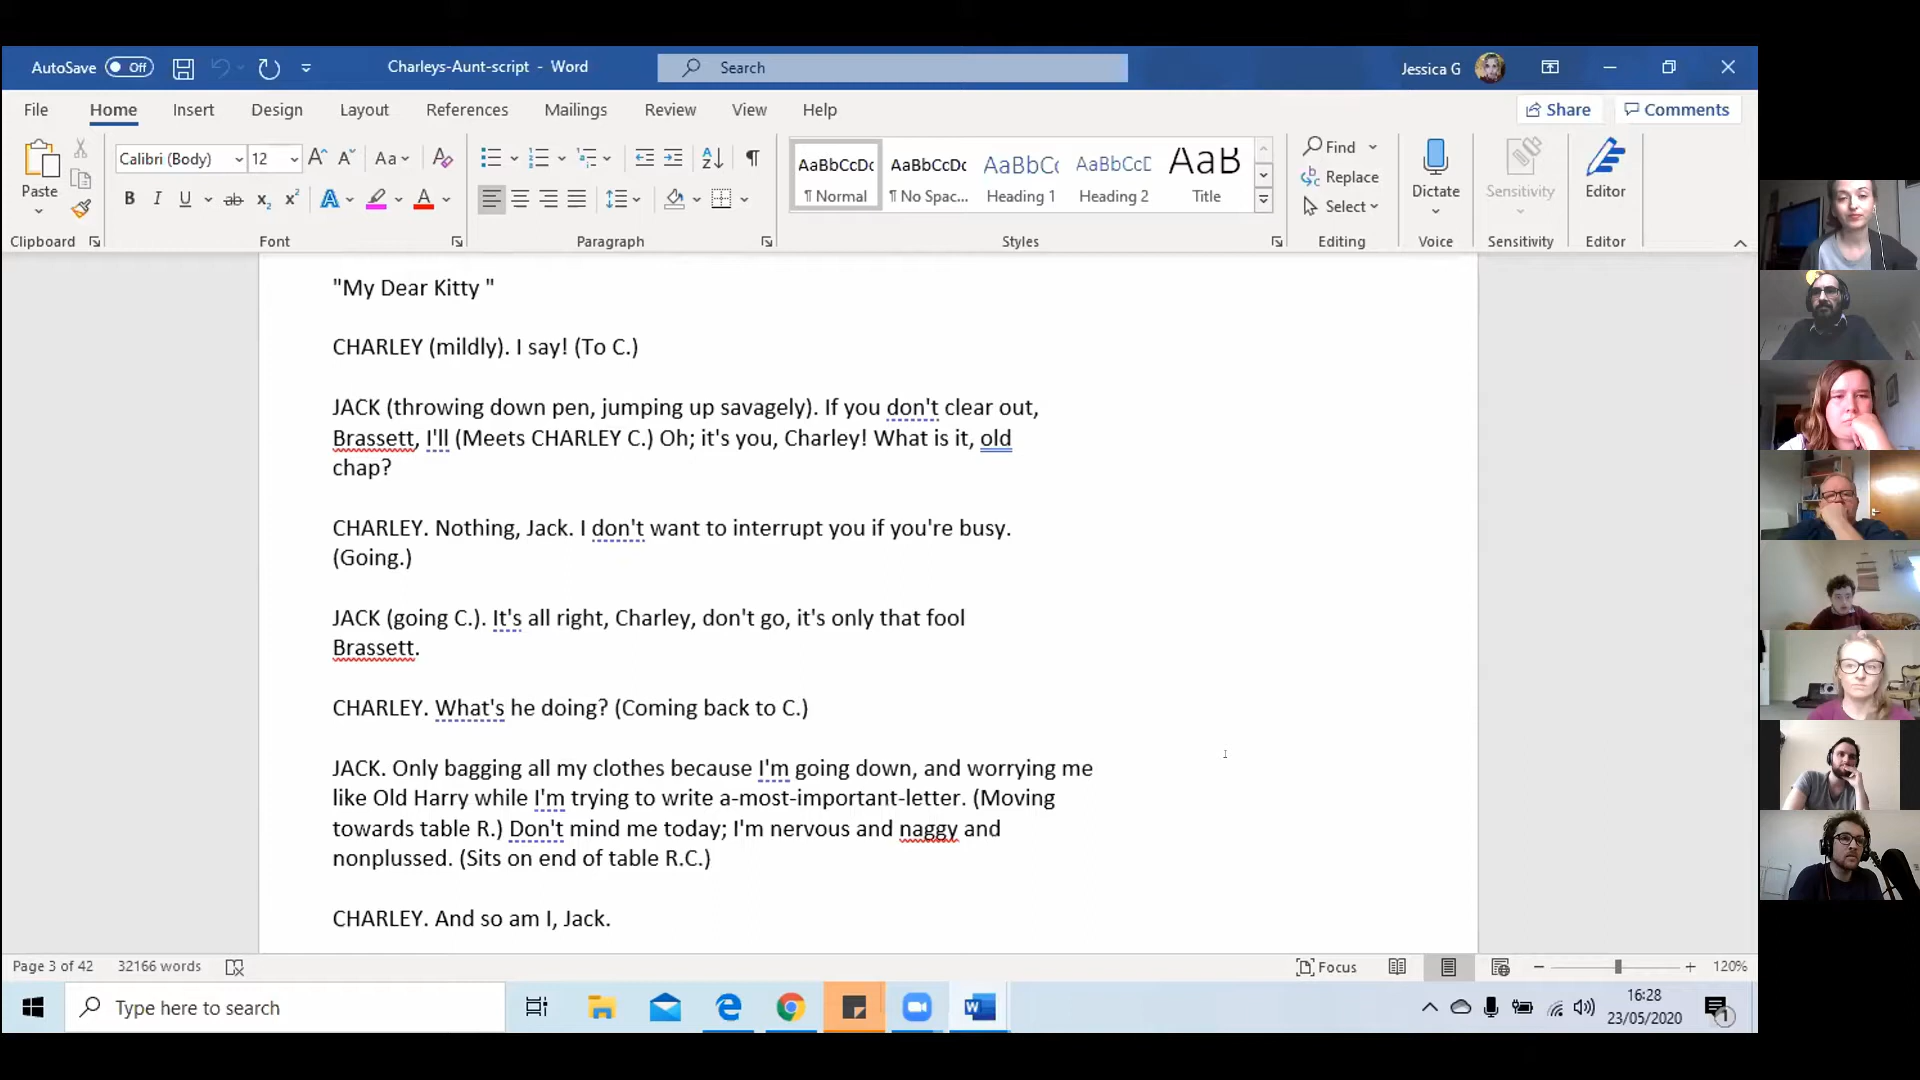 AutoSave Off Charleys-Aunt-script - Word Search Jessica G
File Home Insert Design Layout References Mailings Review View Help Share Comments
Paste Calibri (Body) 12 Aa AaBbCcDc AaBbCcDc AaBbCc AaBbCcD AaB Find
¶ Normal ¶ No Spac... Heading 1 Heading 2 Title Replace
Select Dictate Sensitivity Editor
Clipboard Font Paragraph Styles Editing Voice Sensitivity Editor
"My Dear Kitty "
CHARLEY (mildly). I say! (To C.)
JACK (throwing down pen, jumping up savagely). If you don't clear out,
Brassett, I'll (Meets CHARLEY C.) Oh; it's you, Charley! What is it, old
chap?
CHARLEY. Nothing, Jack. I don't want to interrupt you if you're busy.
(Going.)
JACK (going C.). It's all right, Charley, don't go, it's only that fool
Brassett.
CHARLEY. What's he doing? (Coming back to C.)
JACK. Only bagging all my clothes because I'm going down, and worrying me
like Old Harry while I'm trying to write a-most-important-letter. (Moving
towards table R.) Don't mind me today; I'm nervous and naggy and
nonplussed. (Sits on end of table R.C.)
CHARLEY. And so am I, Jack.
Page 3 of 42 32166 words Focus 120%
Type here to search 16:28
23/05/2020
1